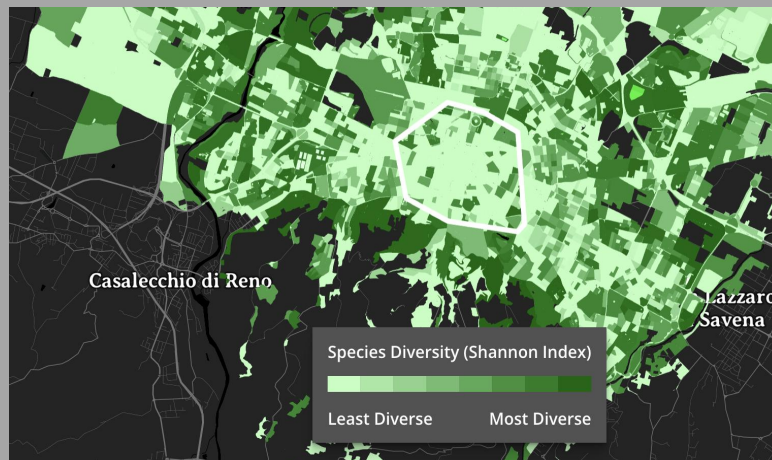 Casalecchio di Reno
Lazzaro
Savena
Species Diversity (Shannon Index)
Least Diverse
Most Diverse